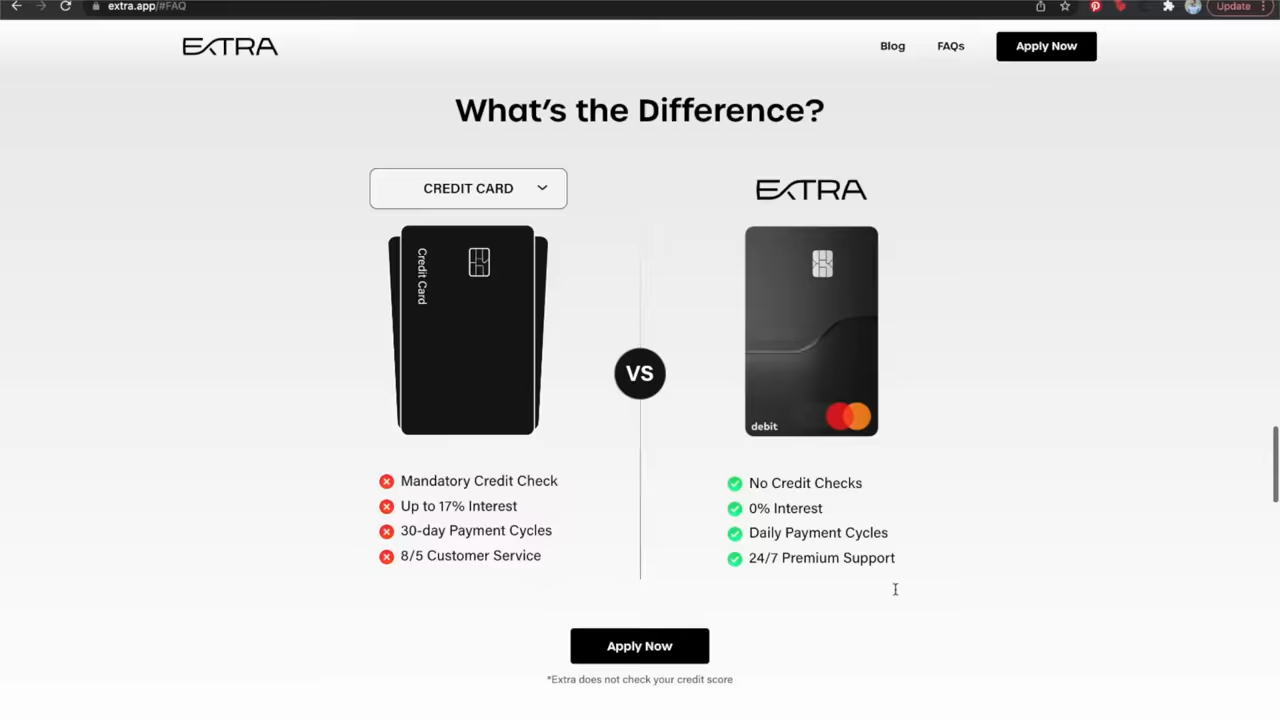 extra.app/#FAQ
Update
EXTRA
Blog
FAQs
Apply Now
What's the Difference?
CREDIT CARD
EXTRA
Credit Card
debit
VS
Mandatory Credit Check
Up to 17% Interest
30-day Payment Cycles
8/5 Customer Service
No Credit Checks
0% Interest
Daily Payment Cycles
24/7 Premium Support
Apply Now
*Extra does not check your credit score